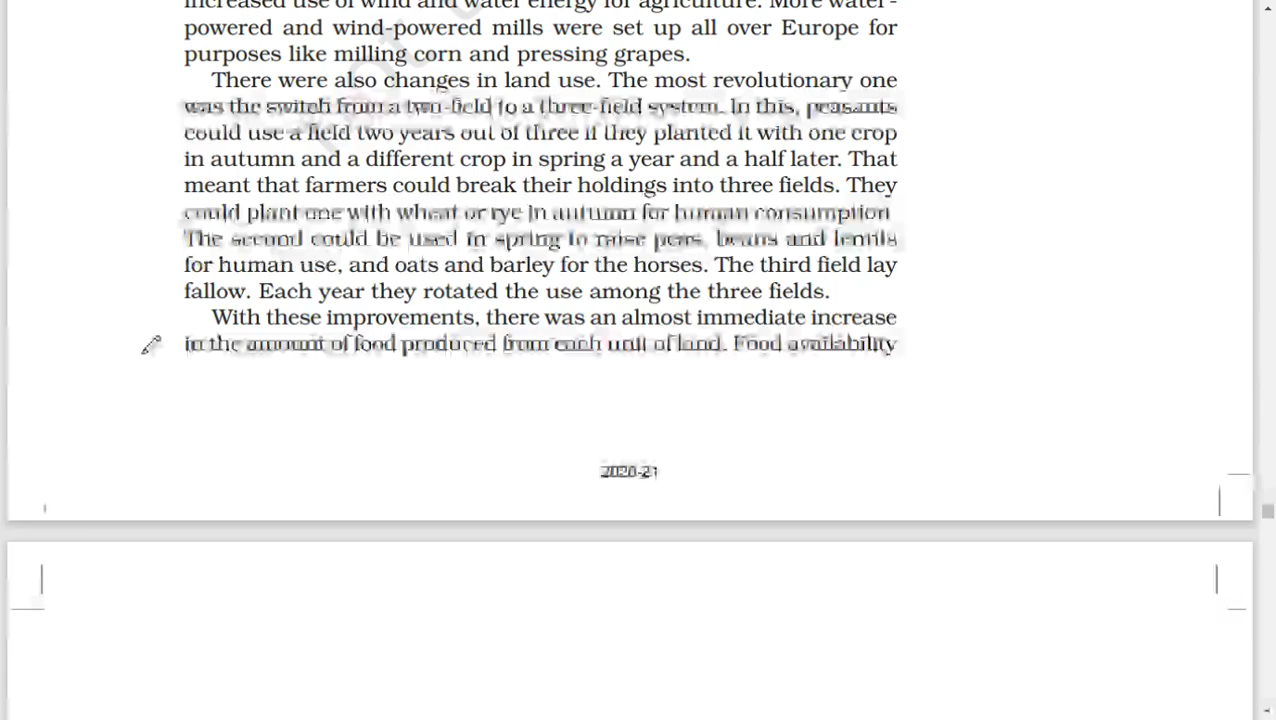 increased use of wind and water energy for agriculture. More water-
powered and wind-powered mills were set up all over Europe for
purposes like milling corn and pressing grapes.
There were also changes in land use. The most revolutionary one
was the switch from a two-field to a three-field system. In this, peasants
could use a field two years out of three if they planted it with one crop
in autumn and a different crop in spring a year and a half later. That
meant that farmers could break their holdings into three fields. They
could plant one with wheat or rye in autumn for human consumption.
The second could be used in spring to raise peas, beans and lentils
for human use, and oats and barley for the horses. The third field lay
fallow. Each year they rotated the use among the three fields.
With these improvements, there was an almost immediate increase
in the amount of food produced from each unit of land. Food availability
2020-21